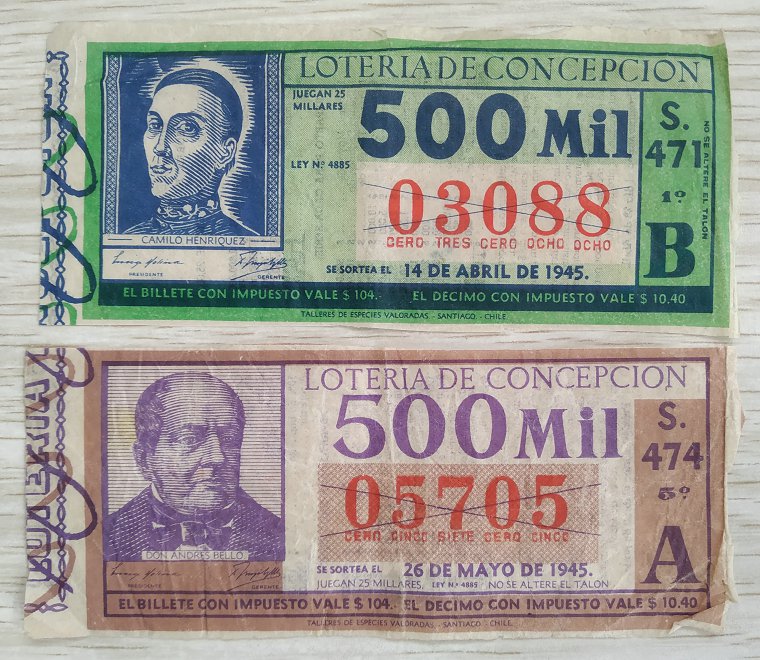 LOTERIA DE CONCEPCION
JUEGAN 25
MILLARES
500 Mil
LEY N.º 4885
03088
CERO TRES CERO OCHO OCHO
S.
471
1º
B
NO SE ALTERE EL TALON
CAMILO HENRIQUEZ
PRESIDENTE
GERENTE
SE SORTEA EL 14 DE ABRIL DE 1945.
EL BILLETE CON IMPUESTO VALE $ 104.- EL DECIMO CON IMPUESTO VALE $ 10.40
TALLERES DE ESPECIES VALORADAS. - SANTIAGO. - CHILE.
LOTERIA DE CONCEPCION
500 Mil
05705
CERO CINCO SIETE CERO CINCO
S.
474
5º
A
DON ANDRES BELLO
PRESIDENTE
GERENTE
SE SORTEA EL 26 DE MAYO DE 1945.
JUEGAN 25 MILLARES, LEY N.º 4885 NO SE ALTERE EL TALON
EL BILLETE CON IMPUESTO VALE $ 104.- EL DECIMO CON IMPUESTO VALE $ 10.40
TALLERES DE ESPECIES VALORADAS. - SANTIAGO. - CHILE.